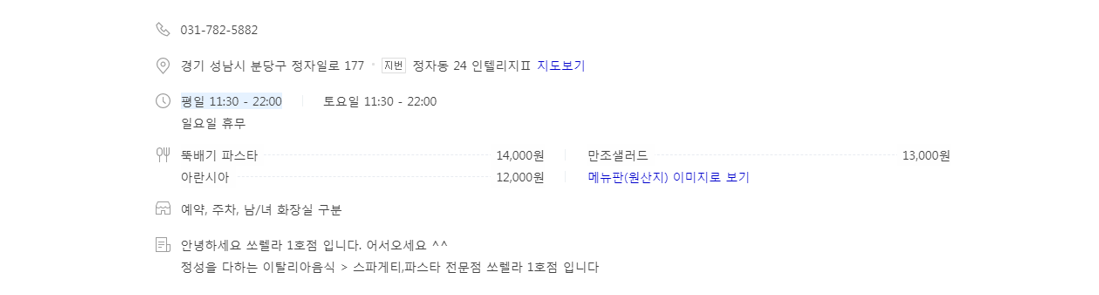 031-782-5882
경기 성남시 분당구 정자일로 177 · 지번 정자동 24 인텔리지Ⅱ 지도보기
평일 11:30 - 22:00 토요일 11:30 - 22:00
일요일 휴무
뚝배기 파스타 14,000원 만조샐러드 13,000원
아란시아 12,000원 메뉴판(원산지) 이미지로 보기
예약, 주차, 남/녀 화장실 구분
안녕하세요 쏘렐라 1호점 입니다. 어서오세요 ^^
정성을 다하는 이탈리아음식 > 스파게티,파스타 전문점 쏘렐라 1호점 입니다